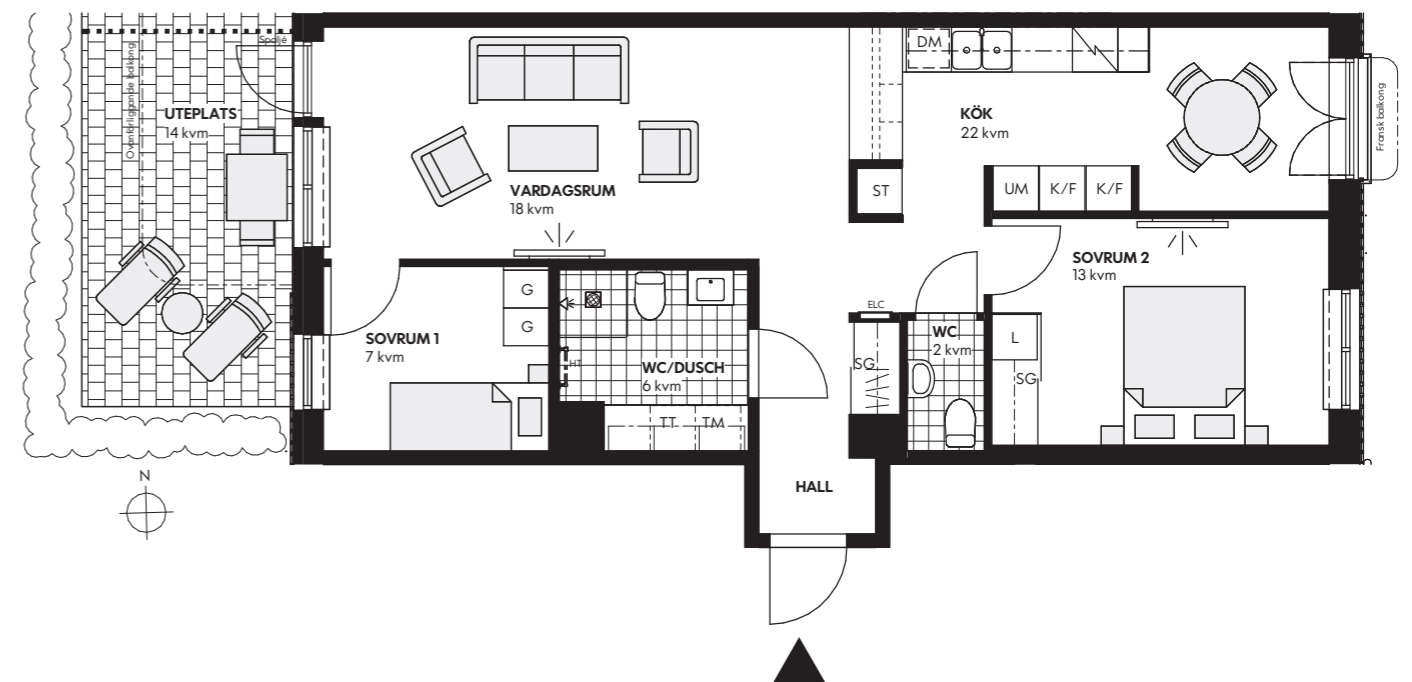 Spaljé
Ovanförliggande balkong
UTEPLATS
14 kvm
VARDAGSRUM
18 kvm
DM
KÖK
22 kvm
Fransk balkong
ST
UM
K/F
K/F
SOVRUM 2
13 kvm
G
G
SOVRUM 1
7 kvm
HT
WC/DUSCH
6 kvm
TT
TM
ELC
SG
WC
2 kvm
L
SG
HALL
N